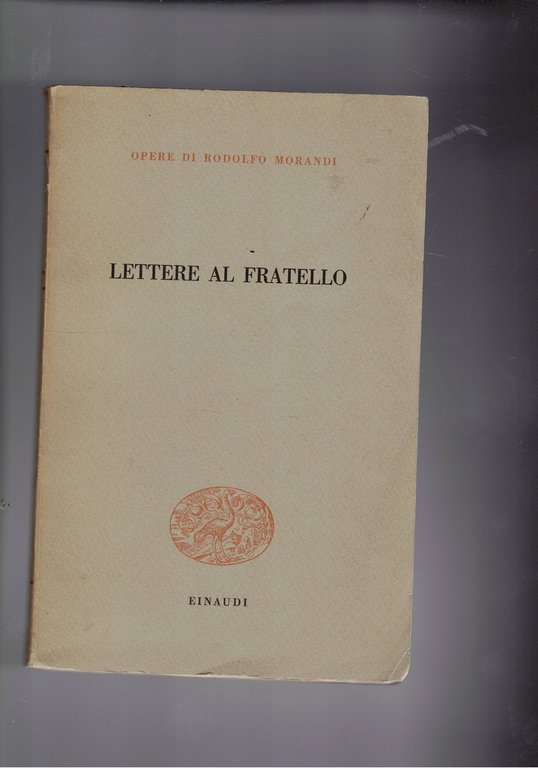 OPERE DI RODOLFO MORANDI
LETTERE AL FRATELLO
EINAUDI